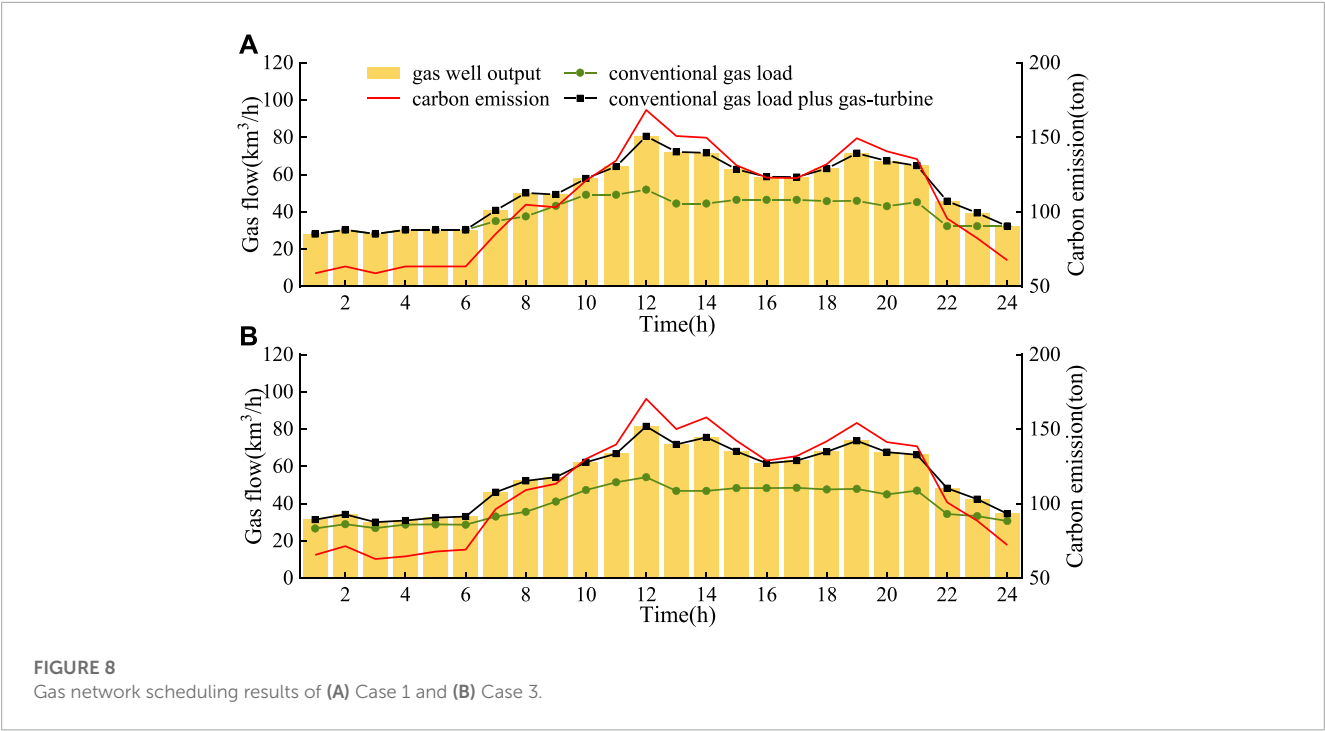 A
120
100
80
60
40
20
0
Gas flow(km³/h)
gas well output
conventional gas load
carbon emission
conventional gas load plus gas-turbine
200
150
100
50
Carbon emission(ton)
2 4 6 8 10 12 14 16 18 20 22 24
Time(h)
B
120
100
80
60
40
20
0
Gas flow(km³/h)
200
150
100
50
Carbon emission(ton)
2 4 6 8 10 12 14 16 18 20 22 24
Time(h)
FIGURE 8
Gas network scheduling results of (A) Case 1 and (B) Case 3.